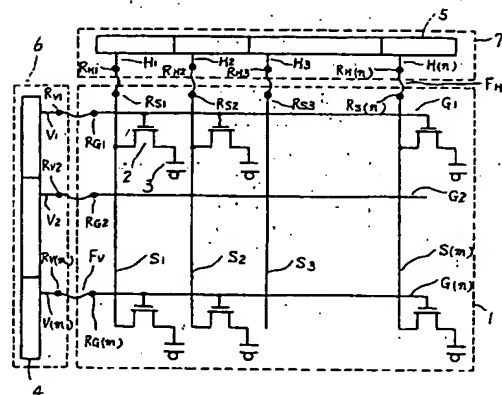 5
7
6
H1
H2
H3
H(n)
RH1
RH2
RH3
RH(n)
FH
RS1
RS2
RS3
RS(n)
G1
RV1
V1
RG1
2
3
RV2
V2
RG2
G2
RV(m)
FV
S1
S2
S3
S(m)
G(n)
V(m)
RG(m)
1
4